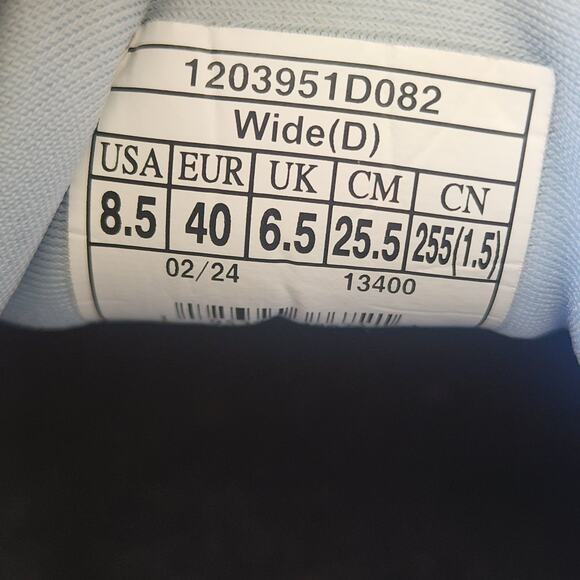 1203951D082
Wide(D)
USA EUR UK CM CN
8.5 40 6.5 25.5 255(1.5)
02/24 13400